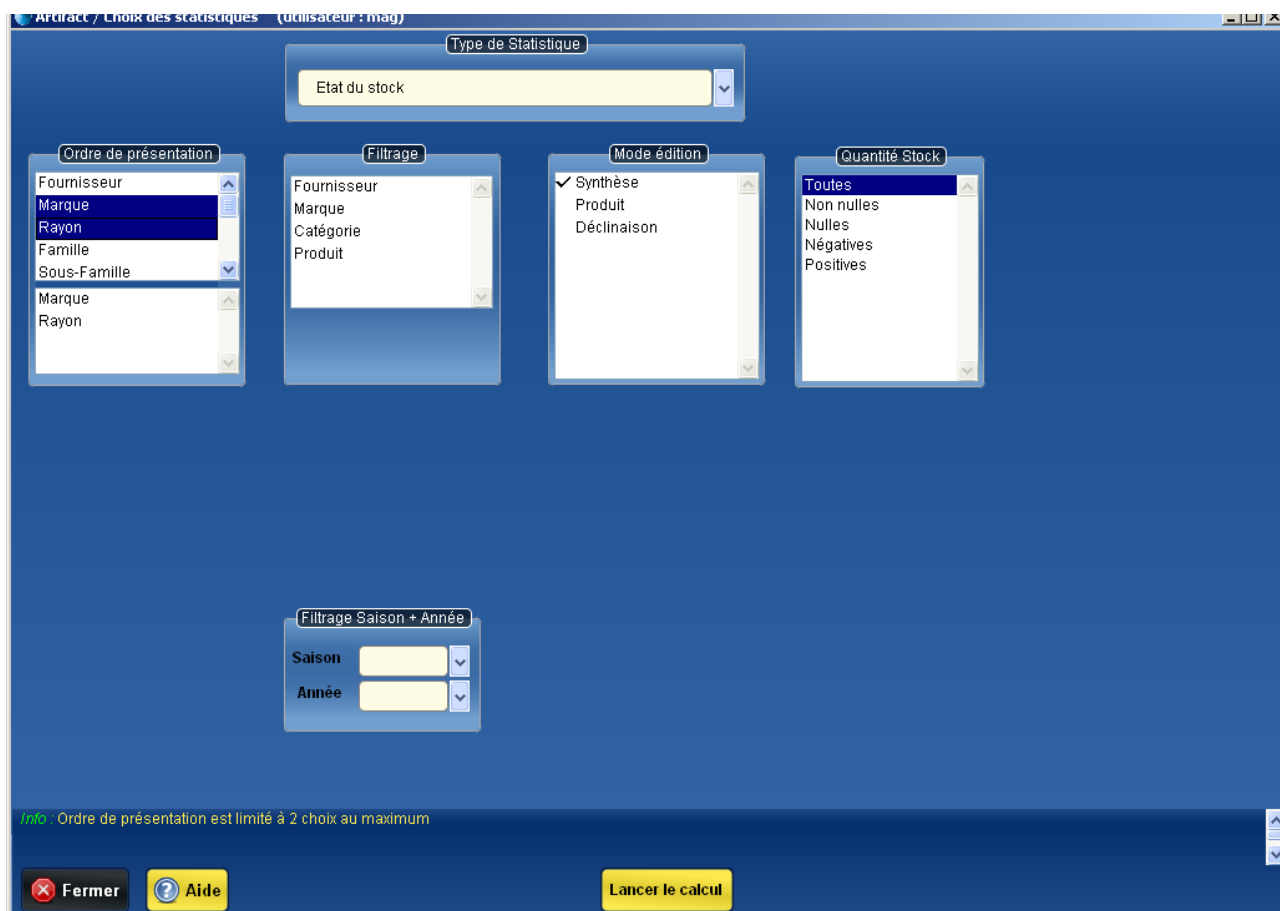 Artifact / Choix des statistiques (utilisateur : mag)
Type de Statistique
Etat du stock
Ordre de présentation
Fournisseur
Marque
Rayon
Famille
Sous-Famille
Marque
Rayon
Filtrage
Fournisseur
Marque
Catégorie
Produit
Mode édition
Synthèse
Produit
Déclinaison
Quantité Stock
Toutes
Non nulles
Nulles
Négatives
Positives
Filtrage Saison + Année
Saison
Année
Info : Ordre de présentation est limité à 2 choix au maximum
Fermer
Aide
Lancer le calcul